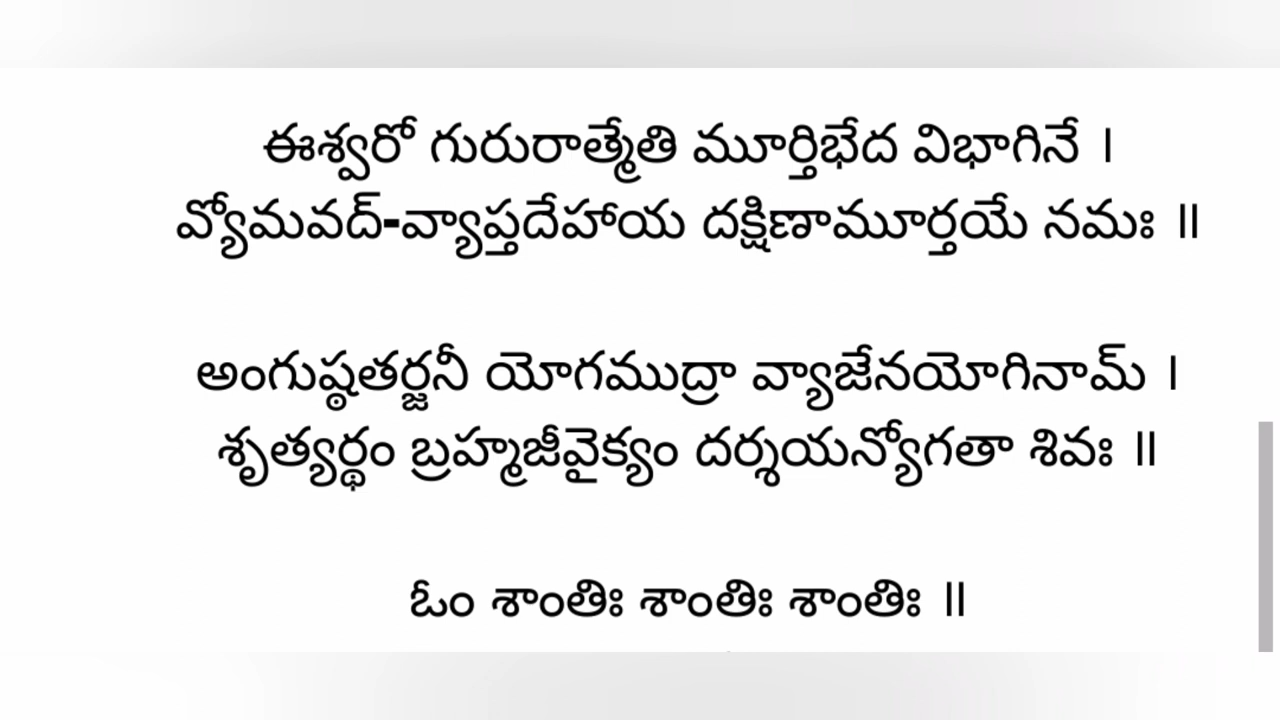 ఈశ్వరో గురురాత్మేతి మూర్తిభేద విభాగినే ।
వ్యోమవద్-వ్యాప్తదేహాయ దక్షిణామూర్తయే నమః ॥
అంగుష్ఠతర్జనీ యోగముద్రా వ్యాజేనయోగినామ్ ।
శృత్యర్థం బ్రహ్మజీవైక్యం దర్శయన్యోగతా శివః ॥
ఓం శాంతిః శాంతిః శాంతిః ॥